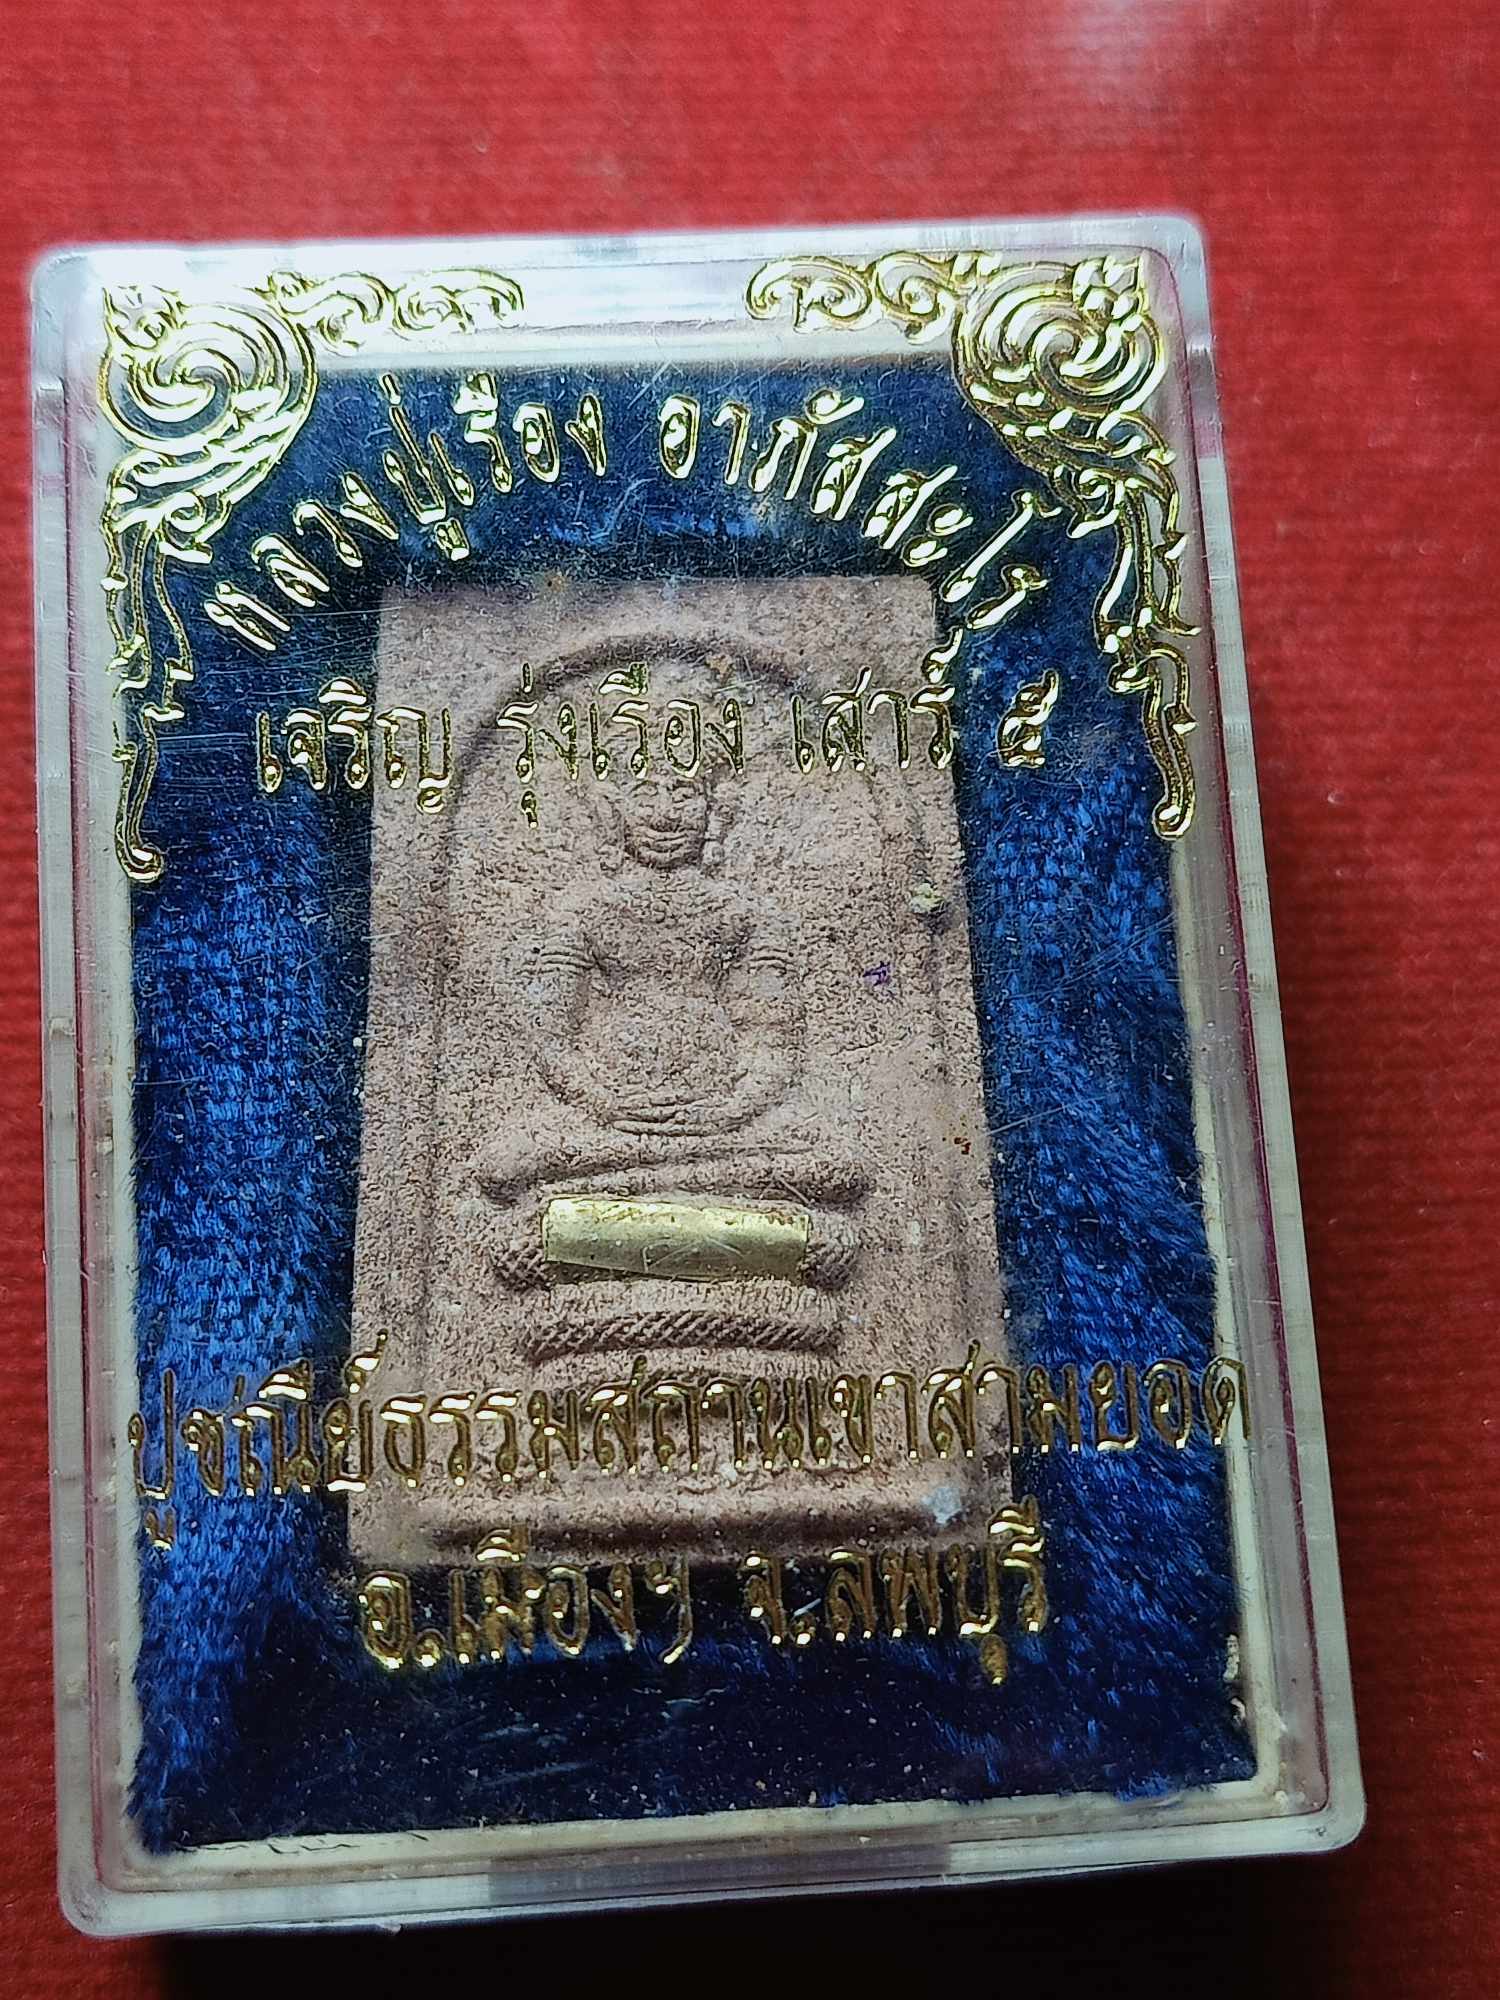 หลวงปู่เรือง อาภัสสะโร
เจริญ รุ่งเรือง เสาร์ ๕
ปูชณีย์ธรรมสถานเขาสามยอด
อ.เมืองฯ จ.ลพบุรี